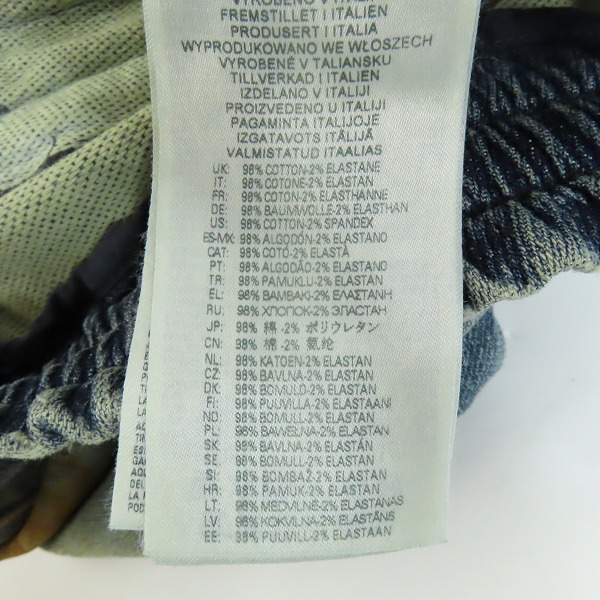 VYROBENO V ITÁLII
FREMSTILLET I ITALIEN
PRODUSERT I ITALIA
WYPRODUKOWANO WE WŁOSZECH
VYROBENÉ V TALIANSKU
TILLVERKAD I ITALIEN
IZDELANO V ITALIJI
PROIZVEDENO U ITALIJI
PAGAMINTA ITALIJOJE
IZGATAVOTS ITĀLIJĀ
VALMISTATUD ITAALIAS
UK: 98% COTTON-2% ELASTANE
IT: 98% COTONE-2% ELASTAN
FR: 98% COTON-2% ELASTHANNE
DE: 98% BAUMWOLLE-2% ELASTHAN
US: 98% COTTON-2% SPANDEX
ES-MX: 98% ALGODÓN-2% ELASTANO
CAT: 98% COTÓ-2% ELASTÀ
PT: 98% ALGODÃO-2% ELASTANO
TR: 98% PAMUKLU-2% ELASTAN
EL: 98% BAMBAKI-2% ΕΛΑΣΤΑΝΗ
RU: 98% ХЛОПОК-2% ЭЛАСТАН
JP: 98% 綿 -2% ポリウレタン
CN: 98% 棉 -2% 氨纶
NL: 98% KATOEN-2% ELASTAAN
CZ: 98% BAVLNA-2% ELASTAN
DK: 98% BOMULD-2% ELASTAN
FI: 98% PUUVILLA-2% ELASTAANI
NO: 98% BOMULL-2% ELASTAN
PL: 98% BAWEŁNA-2% ELASTAN
SK: 98% BAVLNA-2% ELASTÁN
SE: 98% BOMULL-2% ELASTAN
SI: 98% BOMBAŽ-2% ELASTAN
HR: 98% PAMUK-2% ELASTAN
LT: 98% MEDVILNĖ-2% ELASTANAS
LV: 98% KOKVILNA-2% ELASTĀNS
EE: 98% PUUVILL-2% ELASTAAN